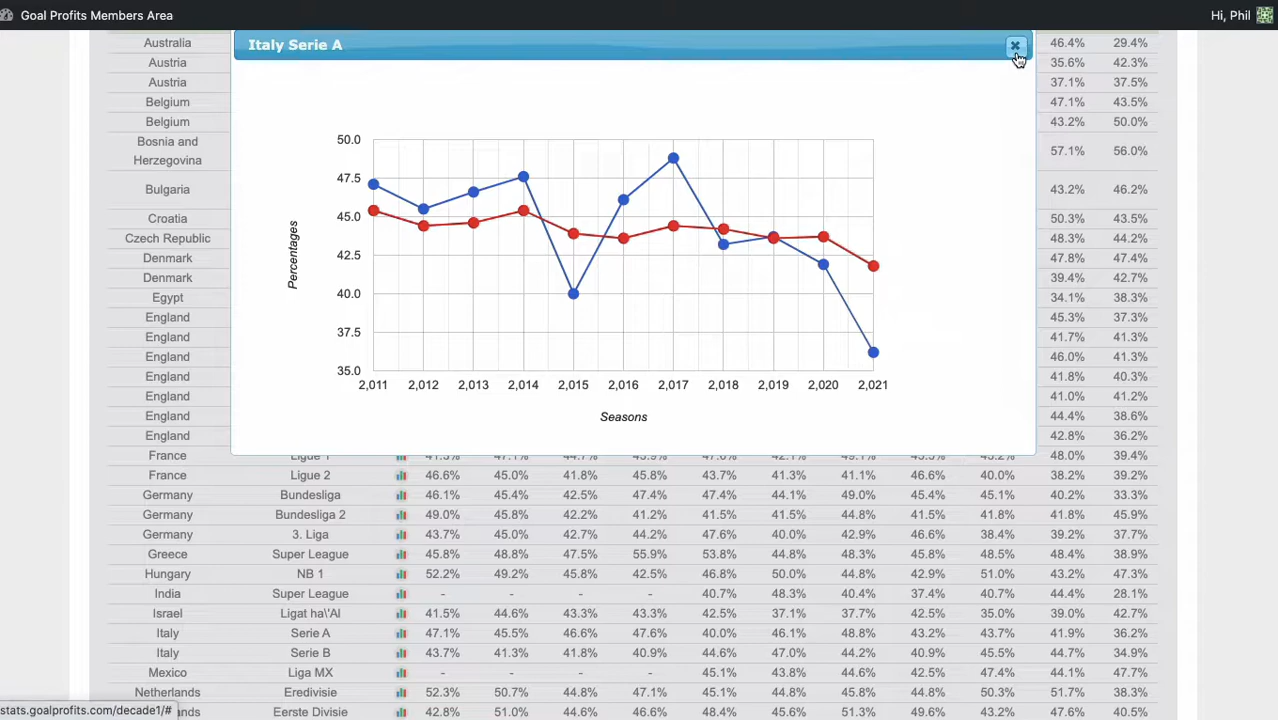 Goal Profits Members Area
Hi, Phil
Italy Serie A
Australia 46.4% 29.4%
Austria 35.6% 42.3%
Austria 37.1% 37.5%
Belgium 47.1% 43.5%
Belgium 43.2% 50.0%
Bosnia and
Herzegovina 57.1% 56.0%
Bulgaria 43.2% 46.2%
Croatia 50.3% 43.5%
Czech Republic 48.3% 44.2%
Denmark 47.8% 47.4%
Denmark 39.4% 42.7%
Egypt 34.1% 38.3%
England 45.3% 37.3%
England 41.7% 41.3%
England 46.0% 41.3%
England 41.8% 40.3%
England 41.0% 41.2%
England 44.4% 38.6%
England 42.8% 36.2%
50.0
47.5
45.0
42.5
40.0
37.5
35.0
Percentages
2,011 2,012 2,013 2,014 2,015 2,016 2,017 2,018 2,019 2,020 2,021
Seasons
France Ligue 1 48.0% 39.4%
France Ligue 2 46.6% 45.0% 41.8% 45.8% 43.7% 41.3% 41.1% 46.6% 40.0% 38.2% 39.2%
Germany Bundesliga 46.1% 45.4% 42.5% 47.4% 47.4% 44.1% 49.0% 45.4% 45.1% 40.2% 33.3%
Germany Bundesliga 2 49.0% 45.8% 42.2% 41.2% 41.5% 41.5% 44.8% 41.5% 41.8% 41.8% 45.9%
Germany 3. Liga 43.7% 45.0% 42.7% 44.2% 47.6% 40.0% 42.9% 46.6% 38.4% 39.2% 37.7%
Greece Super League 45.8% 48.8% 47.5% 55.9% 53.8% 44.8% 48.3% 45.8% 48.5% 48.4% 38.9%
Hungary NB 1 52.2% 49.2% 45.8% 42.5% 46.8% 50.0% 44.8% 42.9% 51.0% 43.2% 47.3%
India Super League - - - - 40.7% 48.3% 40.4% 37.4% 40.7% 44.4% 28.1%
Israel Ligat ha\'Al 41.5% 44.6% 43.3% 43.3% 42.5% 37.1% 37.7% 42.5% 35.0% 39.0% 42.7%
Italy Serie A 47.1% 45.5% 46.6% 47.6% 40.0% 46.1% 48.8% 43.2% 43.7% 41.9% 36.2%
Italy Serie B 43.7% 41.3% 41.8% 40.9% 44.6% 47.0% 44.2% 40.9% 45.5% 44.7% 34.9%
Mexico Liga MX - - - - 45.1% 43.8% 44.6% 42.5% 47.4% 44.1% 47.7%
Netherlands Eredivisie 52.3% 50.7% 44.8% 47.1% 45.1% 44.8% 45.8% 44.8% 50.3% 51.7% 38.3%
stats.goalprofits.com/decade1/#
nds Eerste Divisie 42.8% 51.0% 44.6% 46.6% 48.4% 45.6% 51.3% 49.6% 43.2% 47.6% 40.5%